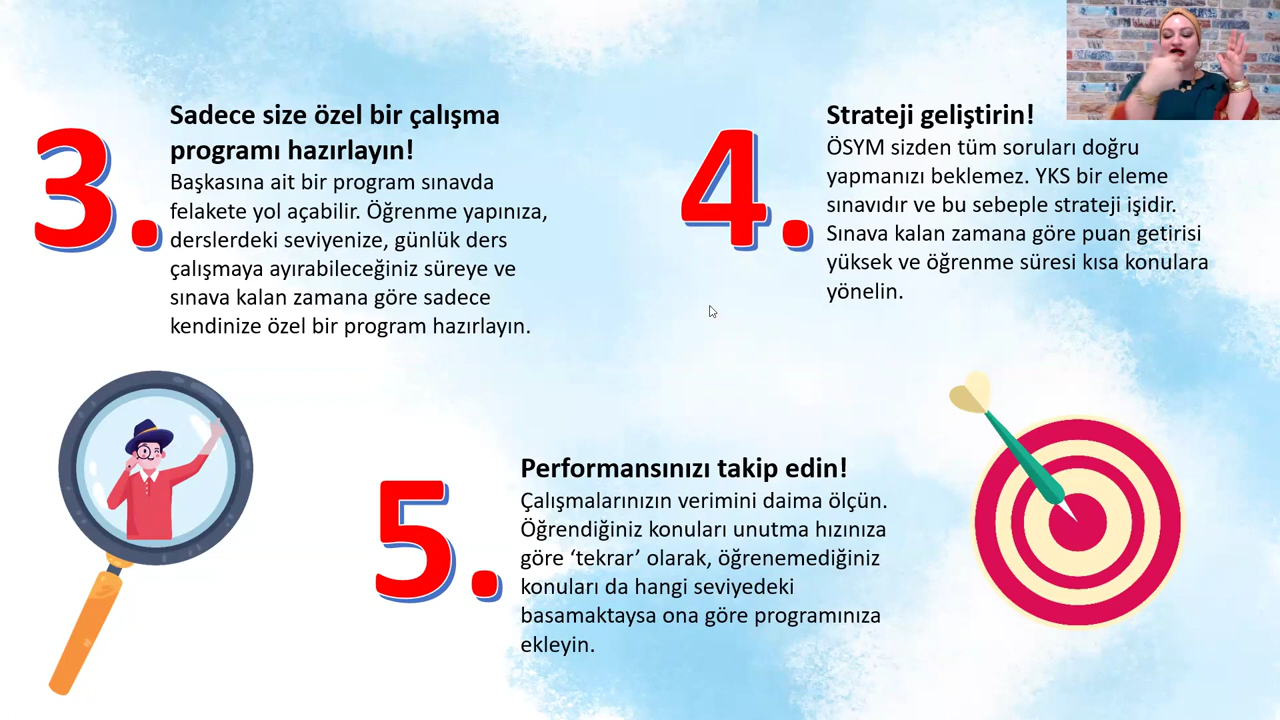 3.
Sadece size özel bir çalışma
programı hazırlayın!
Başkasına ait bir program sınavda
felakete yol açabilir. Öğrenme yapınıza,
derslerdeki seviyenize, günlük ders
çalışmaya ayırabileceğiniz süreye ve
sınava kalan zamana göre sadece
kendinize özel bir program hazırlayın.
4.
Strateji geliştirin!
ÖSYM sizden tüm soruları doğru
yapmanızı beklemez. YKS bir eleme
sınavıdır ve bu sebeple strateji işidir.
Sınava kalan zamana göre puan getirisi
yüksek ve öğrenme süresi kısa konulara
yönelin.
5.
Performansınızı takip edin!
Çalışmalarınızın verimini daima ölçün.
Öğrendiğiniz konuları unutma hızınıza
göre ‘tekrar’ olarak, öğrenemediğiniz
konuları da hangi seviyedeki
basamaktaysa ona göre programınıza
ekleyin.